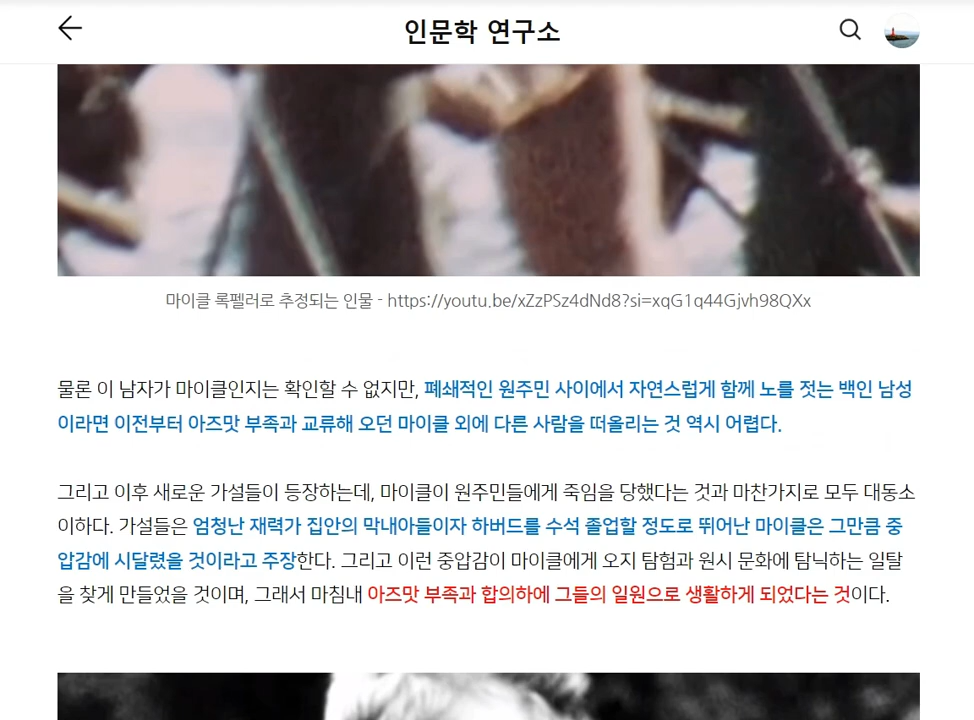 인문학 연구소
마이클 록펠러로 추정되는 인물 - https://youtu.be/xZzPSz4dNd8?si=xqG1q44Gjvh98QXx
물론 이 남자가 마이클인지는 확인할 수 없지만, 폐쇄적인 원주민 사이에서 자연스럽게 함께 노를 젓는 백인 남성
이라면 이전부터 아즈맛 부족과 교류해 오던 마이클 외에 다른 사람을 떠올리는 것 역시 어렵다.
그리고 이후 새로운 가설들이 등장하는데, 마이클이 원주민들에게 죽임을 당했다는 것과 마찬가지로 모두 대동소
이하다. 가설들은 엄청난 재력가 집안의 막내아들이자 하버드를 수석 졸업할 정도로 뛰어난 마이클은 그만큼 중
압감에 시달렸을 것이라고 주장한다. 그리고 이런 중압감이 마이클에게 오지 탐험과 원시 문화에 탐닉하는 일탈
을 찾게 만들었을 것이며, 그래서 마침내 아즈맛 부족과 합의하에 그들의 일원으로 생활하게 되었다는 것이다.